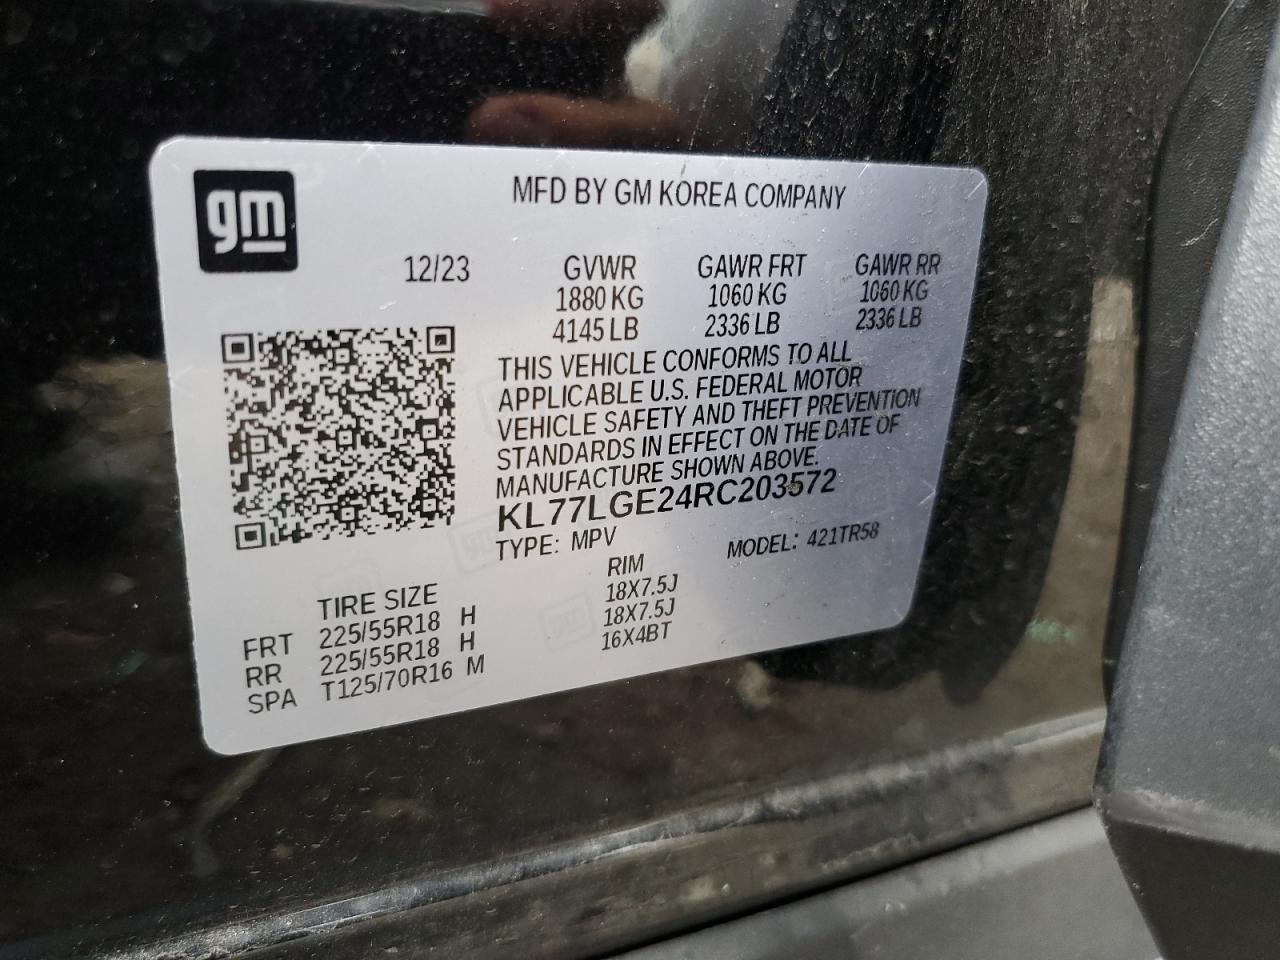 gm
MFD BY GM KOREA COMPANY
12/23 GVWR GAWR FRT GAWR RR
1880 KG 1060 KG 1060 KG
4145 LB 2336 LB 2336 LB
THIS VEHICLE CONFORMS TO ALL
APPLICABLE U.S. FEDERAL MOTOR
VEHICLE SAFETY AND THEFT PREVENTION
STANDARDS IN EFFECT ON THE DATE OF
MANUFACTURE SHOWN ABOVE.
KL77LGE24RC203572
TYPE: MPV MODEL: 421TR58
TIRE SIZE RIM
FRT 225/55R18 H 18X7.5J
RR 225/55R18 H 18X7.5J
SPA T125/70R16 M 16X4BT